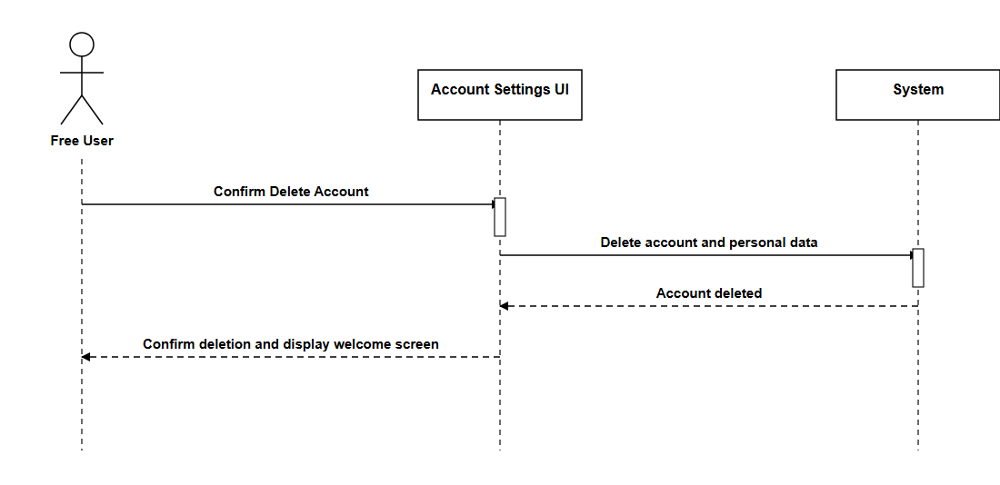 Account Settings UI
System
Free User
Confirm Delete Account
Delete account and personal data
Account deleted
Confirm deletion and display welcome screen